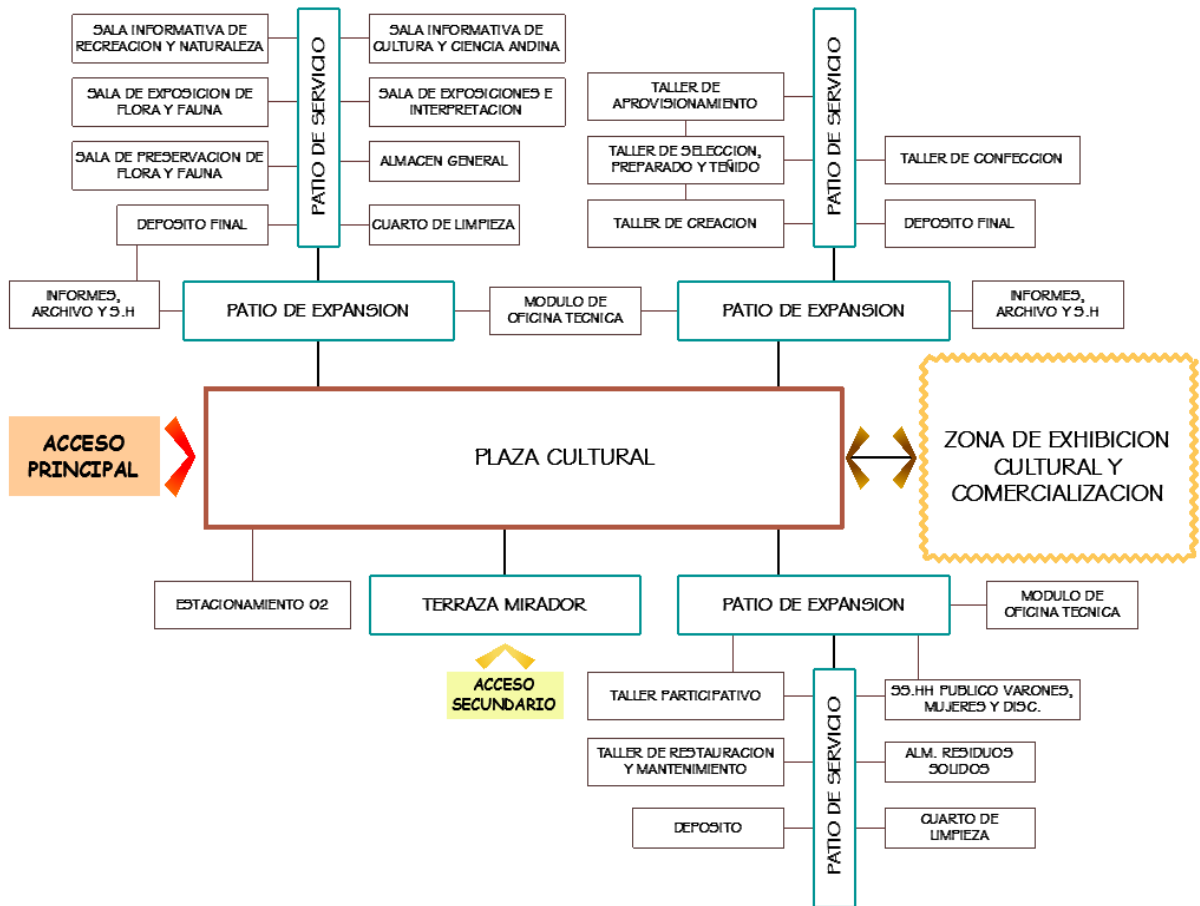 SALA INFORMATIVA DE
RECREACION Y NATURALEZA
SALA INFORMATIVA DE
CULTURA Y CIENCIA ANDINA
SALA DE EXPOSICION DE
FLORA Y FAUNA
SALA DE EXPOSICIONES E
INTERPRETACION
SALA DE PRESERVACION DE
FLORA Y FAUNA
ALMACEN GENERAL
DEPOSITO FINAL
CUARTO DE LIMPIEZA
PATIO DE SERVICIO
TALLER DE
APROVISIONAMIENTO
TALLER DE SELECCION,
PREPARADO Y TEÑIDO
TALLER DE CONFECCION
TALLER DE CREACION
DEPOSITO FINAL
PATIO DE SERVICIO
INFORMES,
ARCHIVO Y S.H
PATIO DE EXPANSION
MODULO DE
OFICINA TECNICA
PATIO DE EXPANSION
INFORMES,
ARCHIVO Y S.H
ACCESO
PRINCIPAL
PLAZA CULTURAL
ZONA DE EXHIBICION
CULTURAL Y
COMERCIALIZACION
ESTACIONAMIENTO 02
TERRAZA MIRADOR
PATIO DE EXPANSION
MODULO DE
OFICINA TECNICA
ACCESO
SECUNDARIO
TALLER PARTICIPATIVO
SS.HH PUBLICO VARONES,
MUJERES Y DISC.
TALLER DE RESTAURACION
Y MANTENIMIENTO
ALM. RESIDUOS
SOLIDOS
DEPOSITO
CUARTO DE
LIMPIEZA
PATIO DE SERVICIO